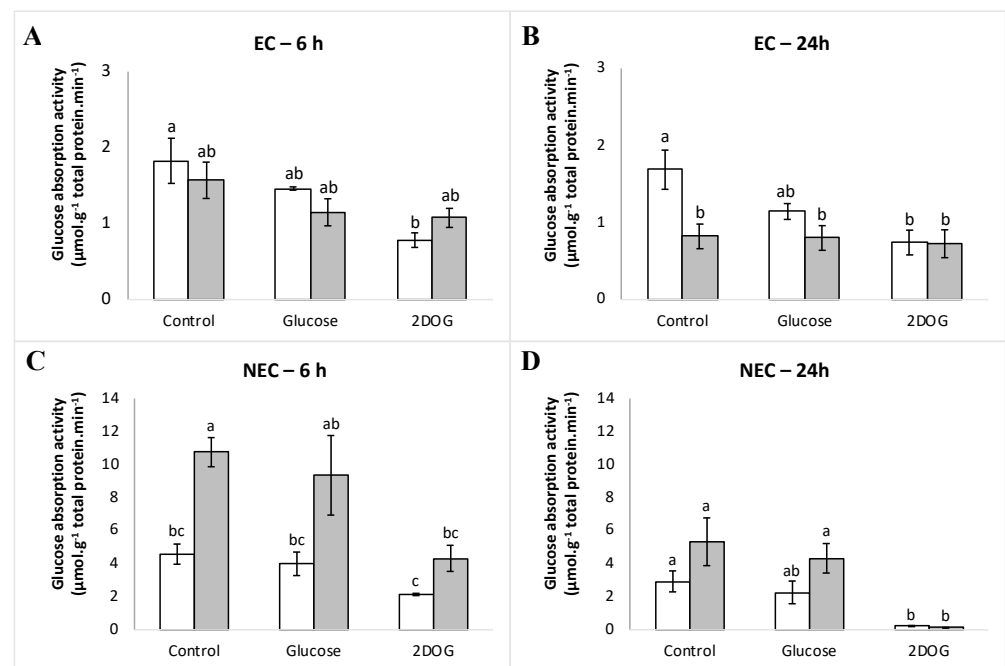 A
EC – 6 h
Glucose absorption activity
(µmol.g⁻¹ total protein.min⁻¹)
3
2
1
0
a
ab
ab
ab
b
ab
Control
Glucose
2DOG
B
EC – 24h
Glucose absorption activity
(µmol.g⁻¹ total protein.min⁻¹)
3
2
1
0
a
b
ab
b
b
b
Control
Glucose
2DOG
C
NEC – 6 h
Glucose absorption activity
(µmol.g⁻¹ total protein.min⁻¹)
14
12
10
8
6
4
2
0
bc
a
bc
ab
c
bc
Control
Glucose
2DOG
D
NEC – 24h
Glucose absorption activity
(µmol.g⁻¹ total protein.min⁻¹)
14
12
10
8
6
4
2
0
a
a
ab
a
b
b
Control
Glucose
2DOG